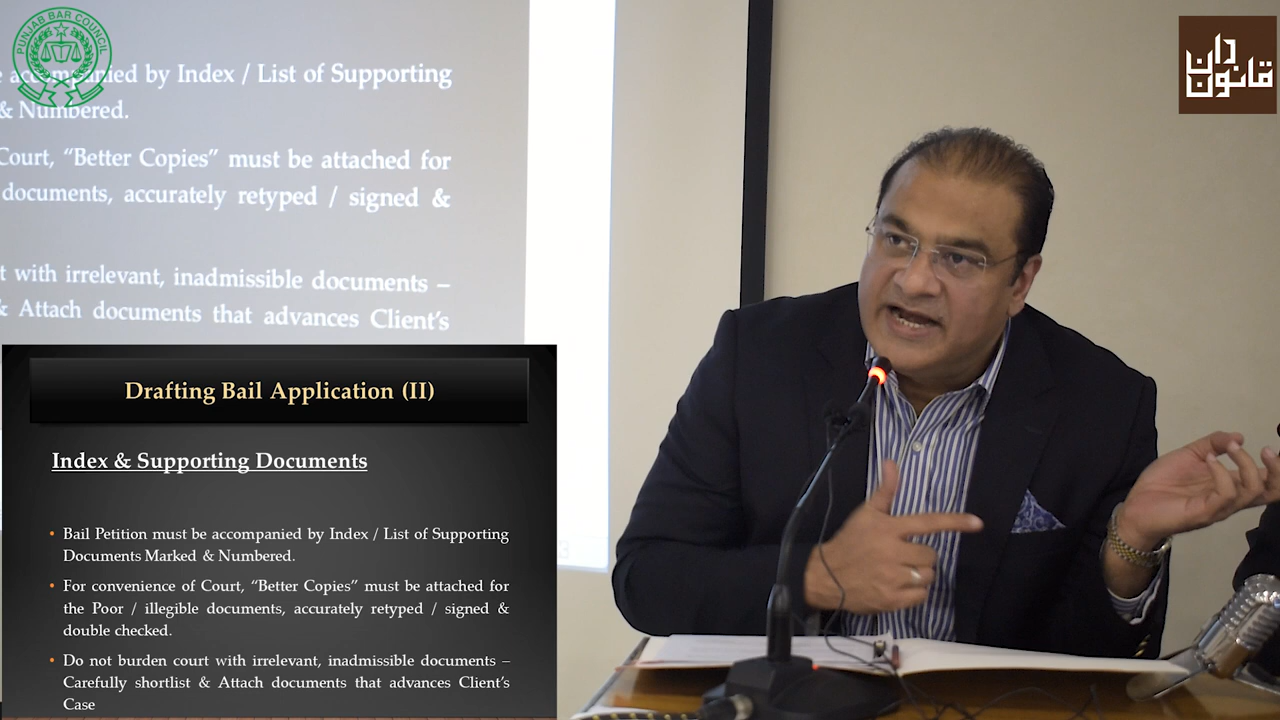 PUNJAB BAR COUNCIL
accompanied by Index / List of Supporting
& Numbered.
Court, “Better Copies” must be attached for
documents, accurately retyped / signed &
with irrelevant, inadmissible documents –
& Attach documents that advances Client’s
قانون دان
Drafting Bail Application (II)
Index & Supporting Documents
• Bail Petition must be accompanied by Index / List of Supporting
Documents Marked & Numbered.
• For convenience of Court, “Better Copies” must be attached for
the Poor / illegible documents, accurately retyped / signed &
double checked.
• Do not burden court with irrelevant, inadmissible documents –
Carefully shortlist & Attach documents that advances Client’s
Case